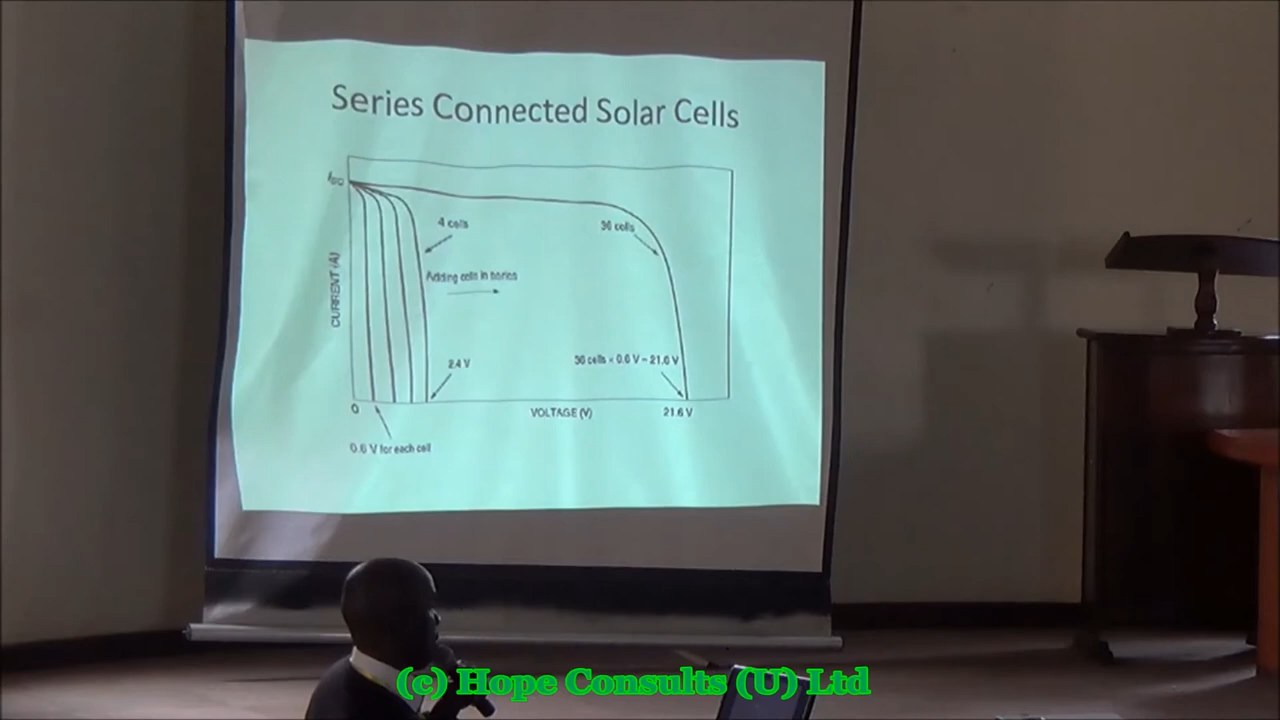 Series Connected Solar Cells
Isc
4 cells
36 cells
Adding cells in series
CURRENT (A)
2.4 V
36 cells × 0.6 V = 21.6 V
0
VOLTAGE (V)
21.6 V
0.6 V for each cell
(c) Hope Consults (U) Ltd